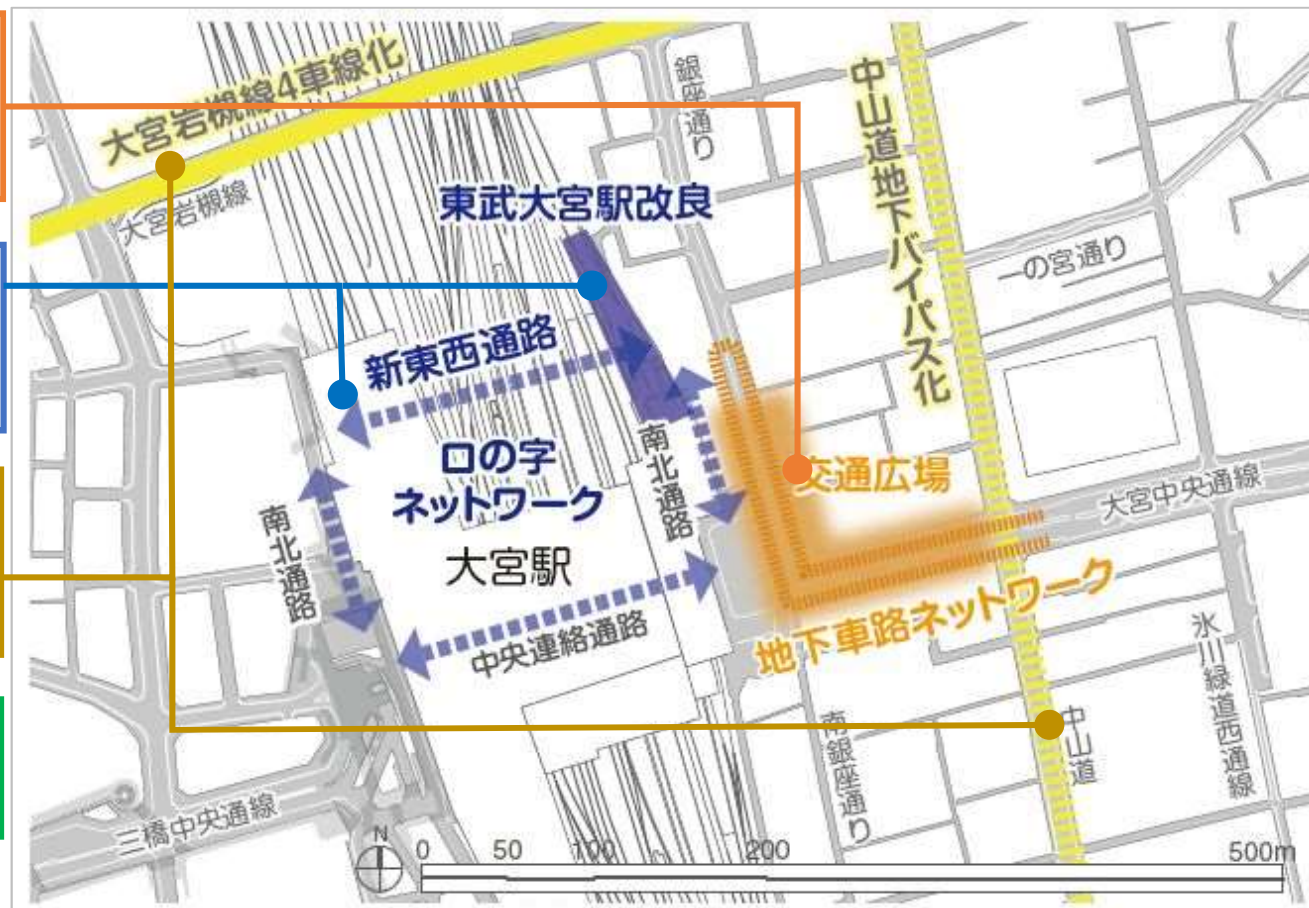 大宮岩槻線4車線化
大宮岩槻線
銀座通り
中山道地下バイパス化
東武大宮駅改良
一の宮通り
新東西通路
口の字
ネットワーク
大宮駅
南北通路
南北通路
交通広場
大宮中央通線
中央連絡通路
地下車路ネットワーク
氷川緑道西通線
中山道
南銀座通り
三橋中央通線
N
0 50 100 200 500m